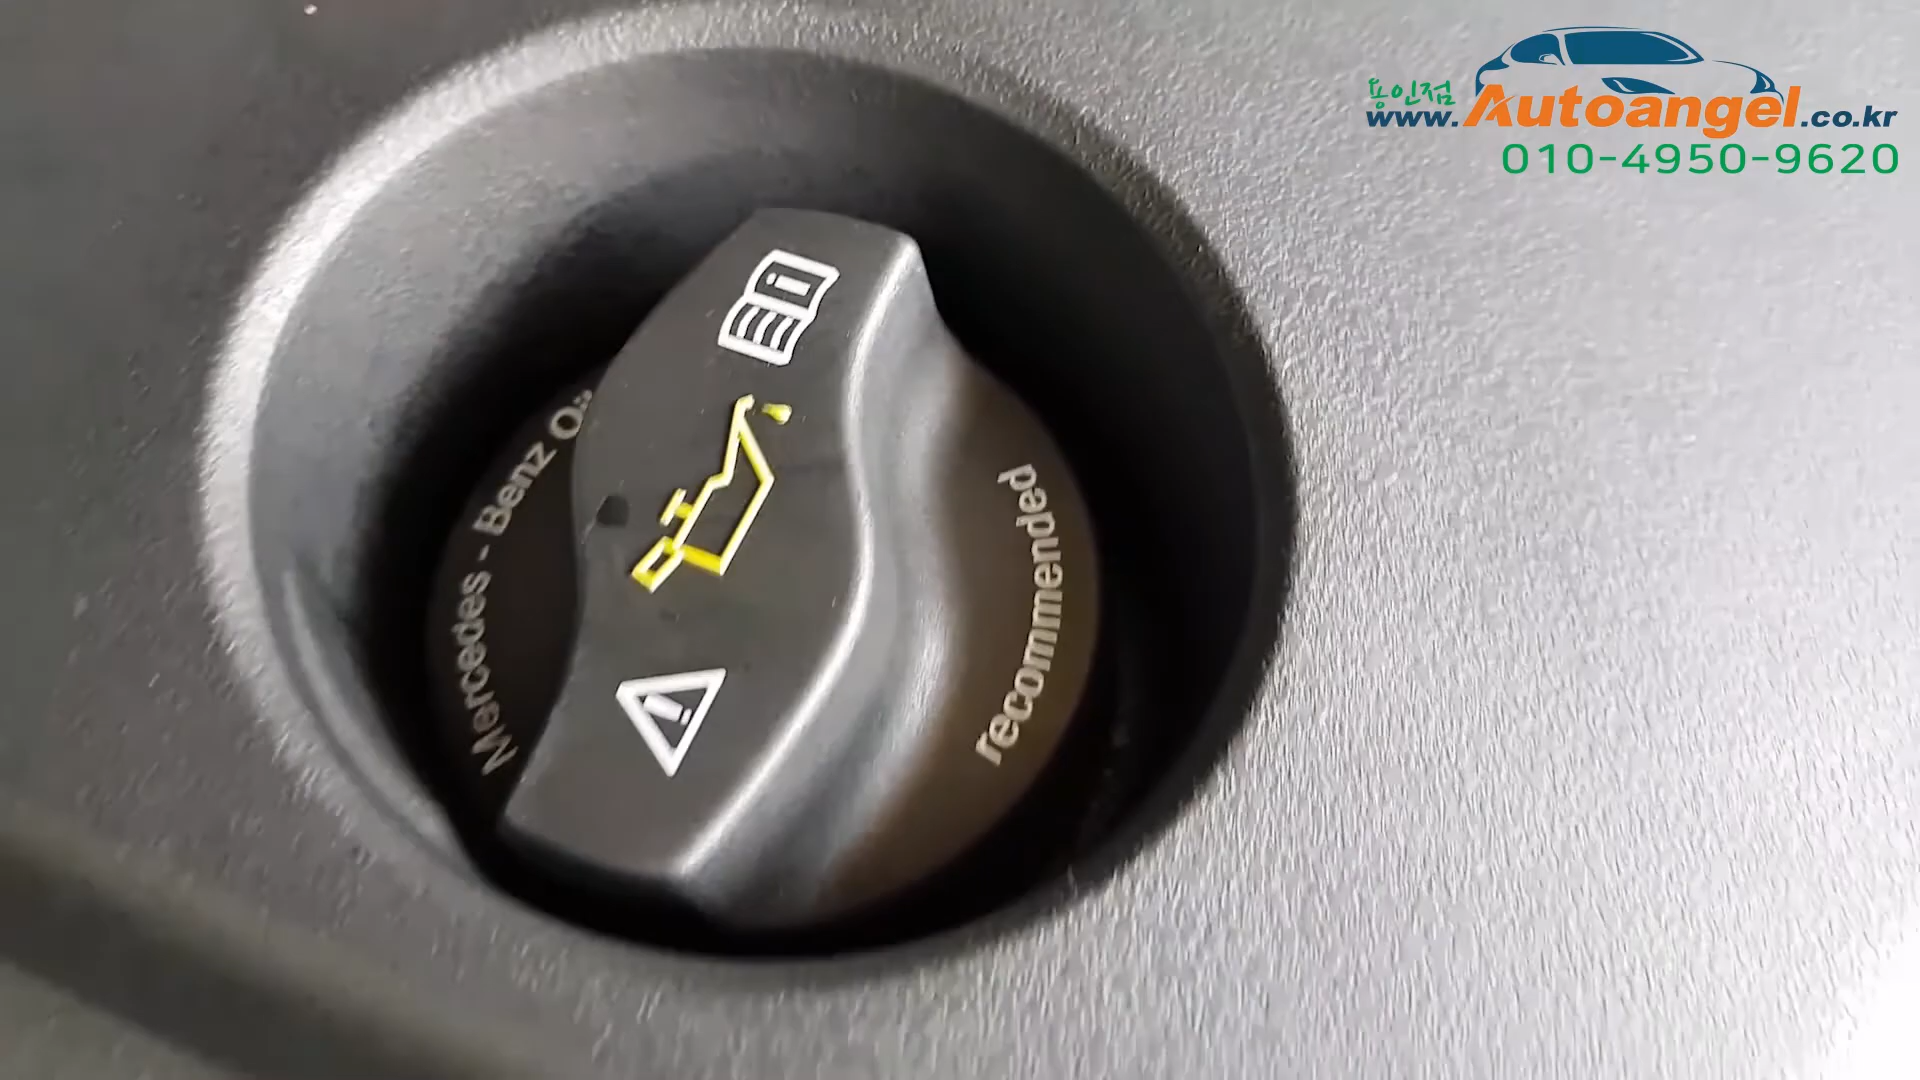 용인점
www.Autoangel.co.kr
010-4950-9620
Mercedes - Benz
recommended